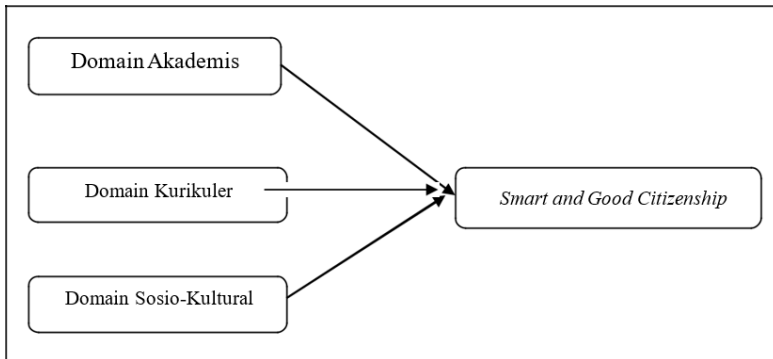 Domain Akademis
Domain Kurikuler
Smart and Good Citizenship
Domain Sosio-Kultural